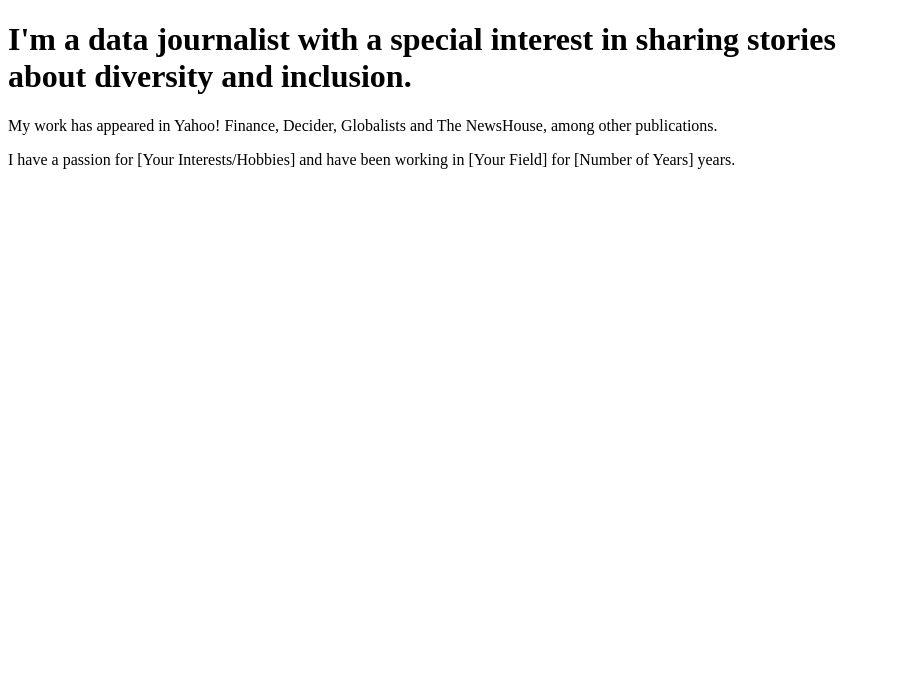 I'm a data journalist with a special interest in sharing stories
about diversity and inclusion.
My work has appeared in Yahoo! Finance, Decider, Globalists and The NewsHouse, among other publications.
I have a passion for [Your Interests/Hobbies] and have been working in [Your Field] for [Number of Years] years.